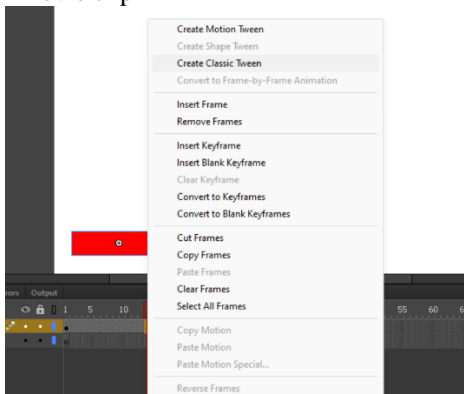 Create Motion Tween
Create Shape Tween
Create Classic Tween
Convert to Frame-by-Frame Animation
Insert Frame
Remove Frames
Insert Keyframe
Insert Blank Keyframe
Clear Keyframe
Convert to Keyframes
Convert to Blank Keyframes
Cut Frames
Copy Frames
Paste Frames
Clear Frames
Select All Frames
Copy Motion
Paste Motion
Paste Motion Special...
Reverse Frames
Output
1 5 10 55 60